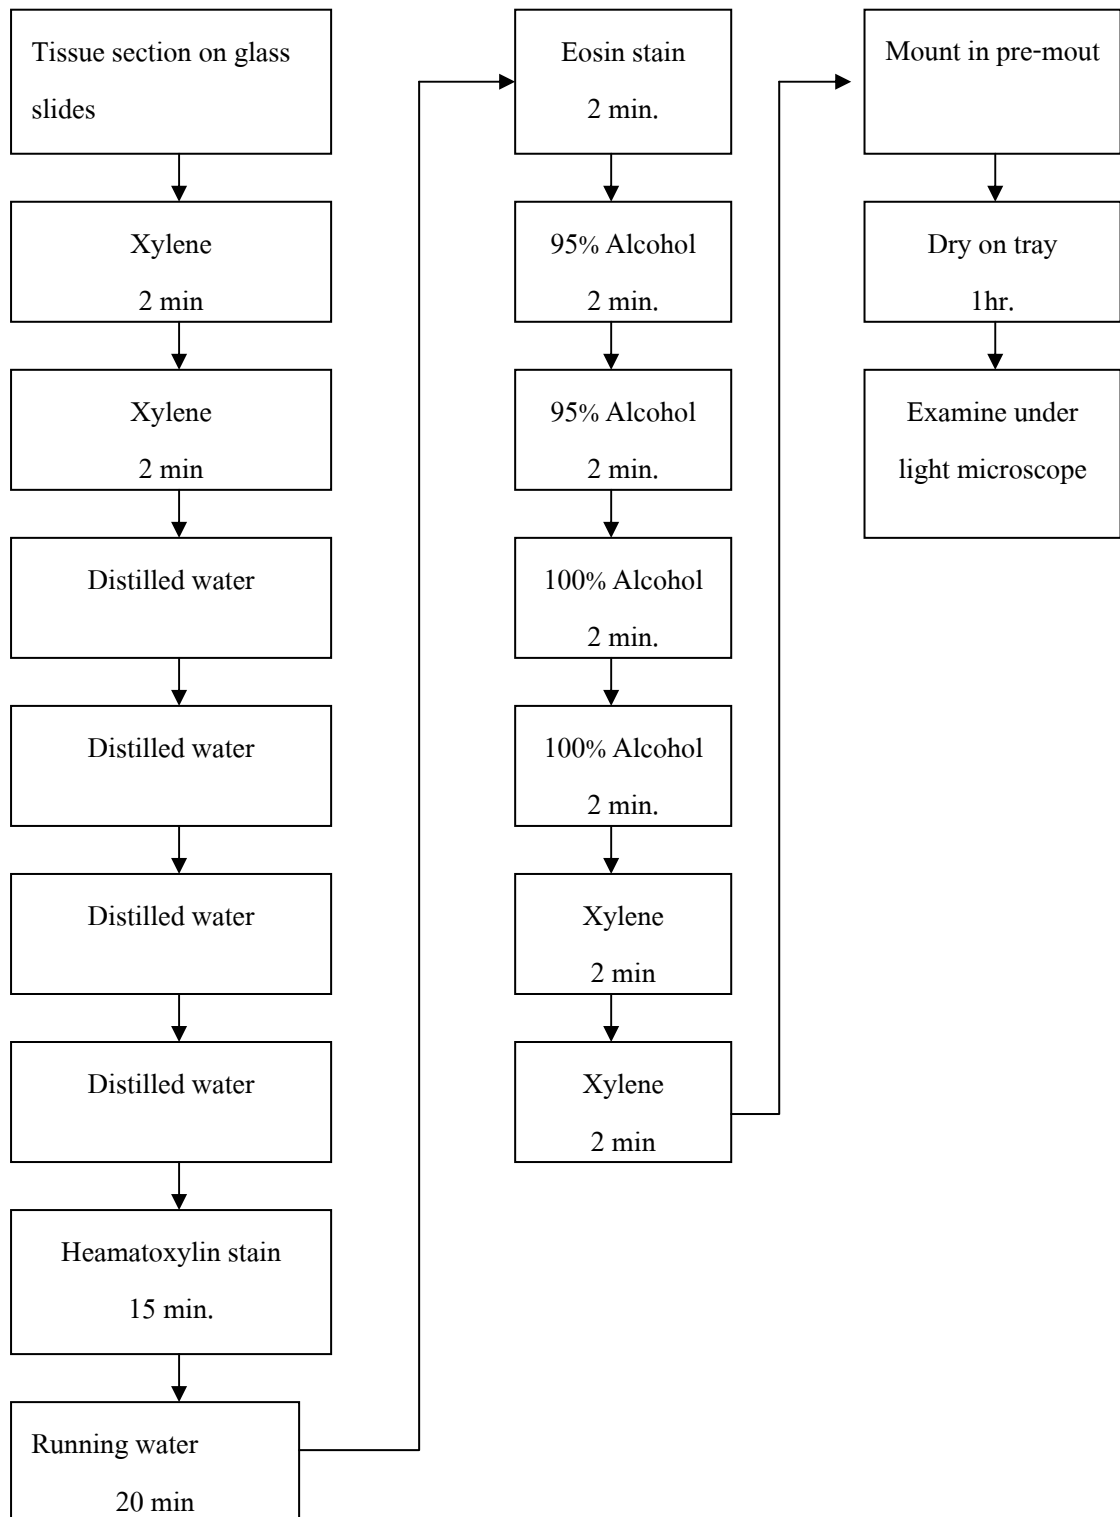 Tissue section on glass
slides
Xylene
2 min
Xylene
2 min
Distilled water
Distilled water
Distilled water
Distilled water
Heamatoxylin stain
15 min.
Running water
20 min
Eosin stain
2 min.
95% Alcohol
2 min.
95% Alcohol
2 min.
100% Alcohol
2 min.
100% Alcohol
2 min.
Xylene
2 min
Xylene
2 min
Mount in pre-mout
Dry on tray
1hr.
Examine under
light microscope